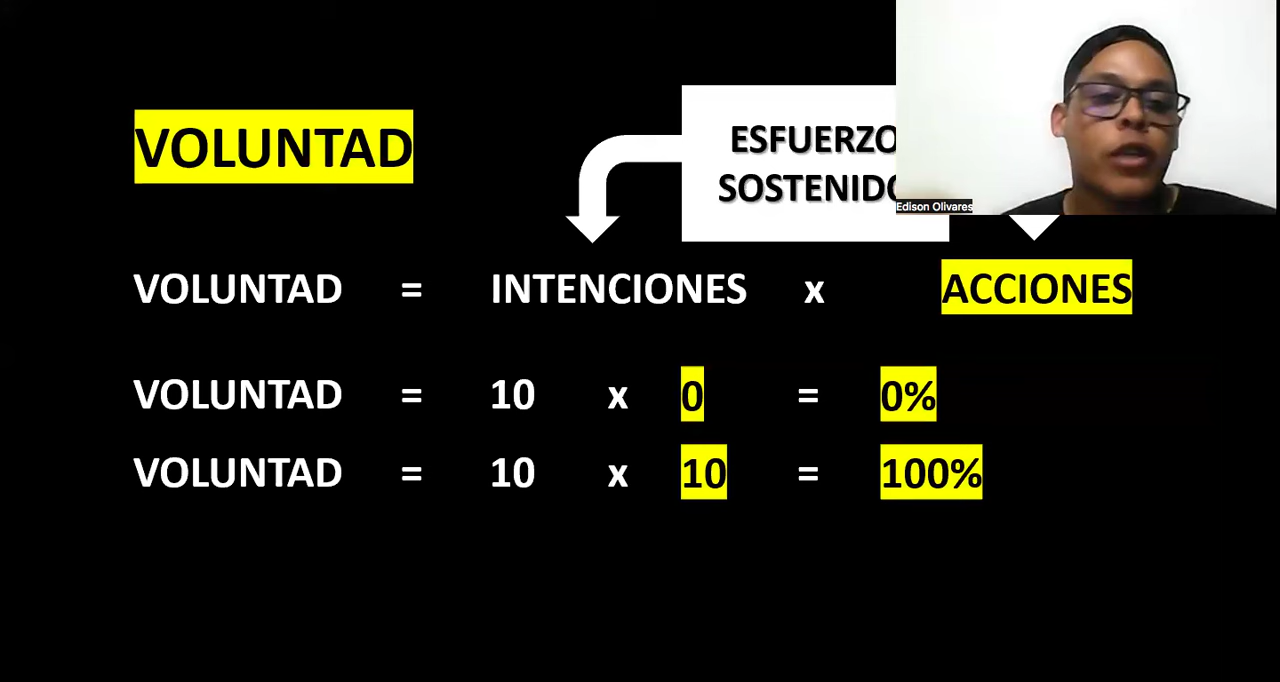 VOLUNTAD
ESFUERZO
SOSTENIDO
Edison Olivares
VOLUNTAD = INTENCIONES x ACCIONES
VOLUNTAD = 10 x 0 = 0%
VOLUNTAD = 10 x 10 = 100%